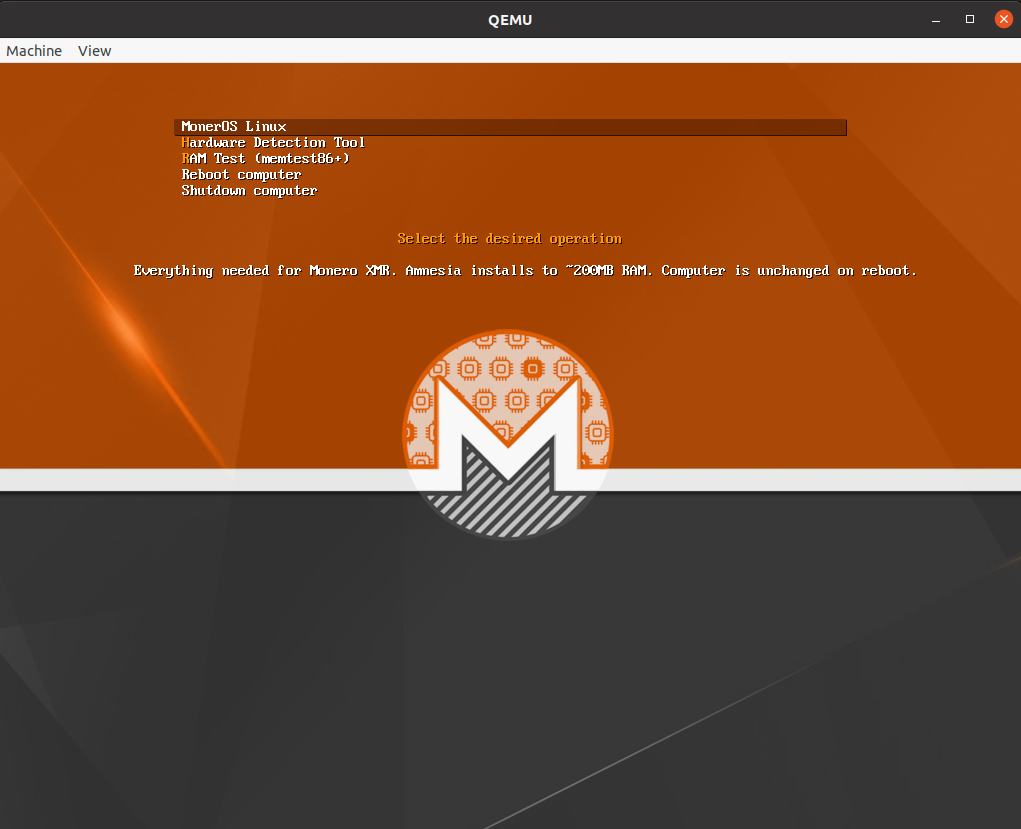 QEMU
Machine View
MonerOS Linux
Hardware Detection Tool
RAM Test (memtest86+)
Reboot computer
Shutdown computer
Select the desired operation
Everything needed for Monero XMR. Amnesia installs to ~200MB RAM. Computer is unchanged on reboot.